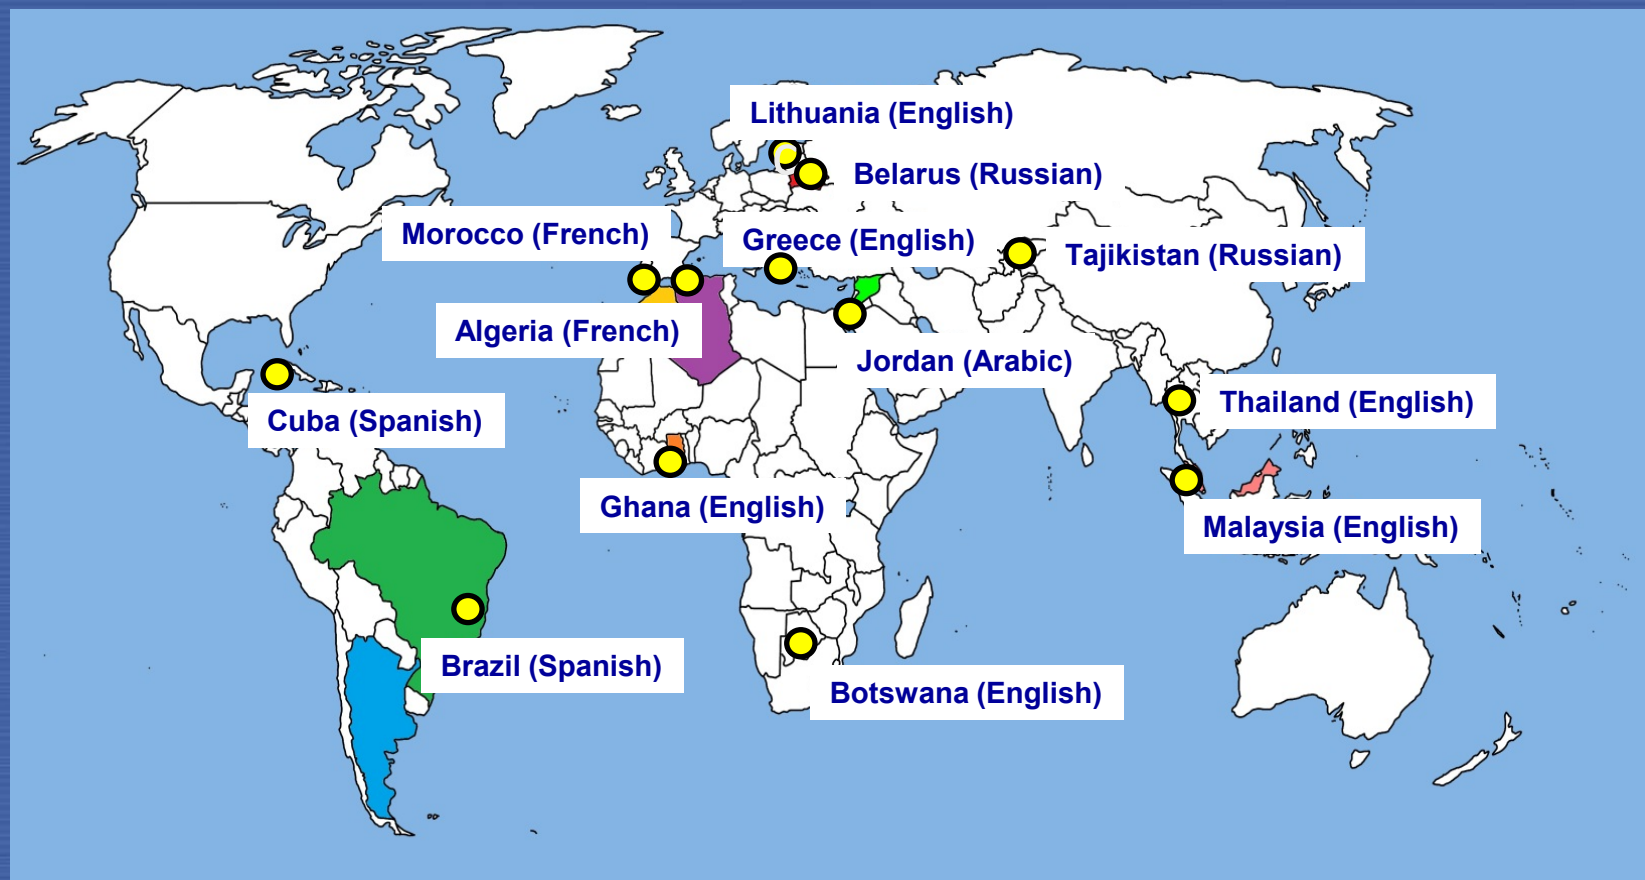 Lithuania (English)
Belarus (Russian)
Morocco (French)
Greece (English)
Tajikistan (Russian)
Algeria (French)
Jordan (Arabic)
Cuba (Spanish)
Thailand (English)
Ghana (English)
Malaysia (English)
Brazil (Spanish)
Botswana (English)